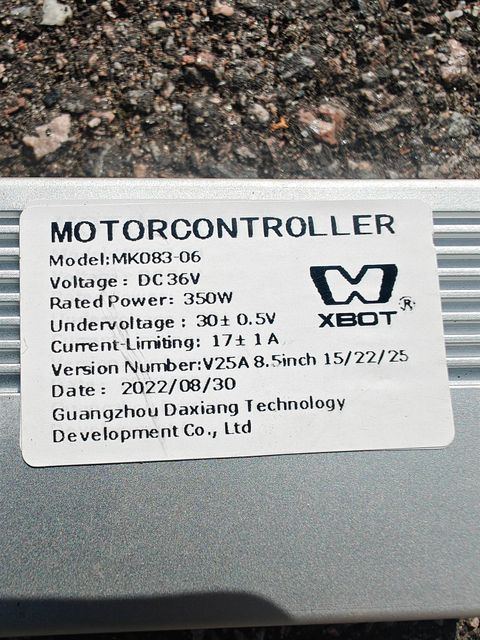 MOTORCONTROLLER
Model:MK083-06
Voltage : DC36V
Rated Power: 350W
Undervoltage : 30± 0.5V
Current-Limiting: 17± 1A
Version Number:V25A 8.5inch 15/22/25
Date : 2022/08/30
Guangzhou Daxiang Technology
Development Co., Ltd
XBOT ®